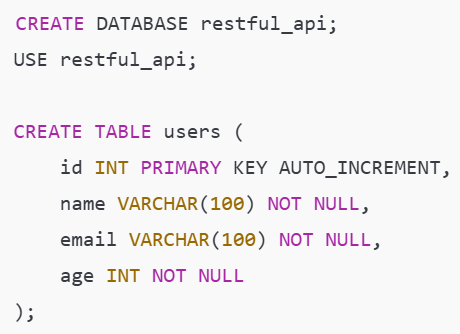 CREATE DATABASE restful_api;
USE restful_api;
CREATE TABLE users (
id INT PRIMARY KEY AUTO_INCREMENT,
name VARCHAR(100) NOT NULL,
email VARCHAR(100) NOT NULL,
age INT NOT NULL
);